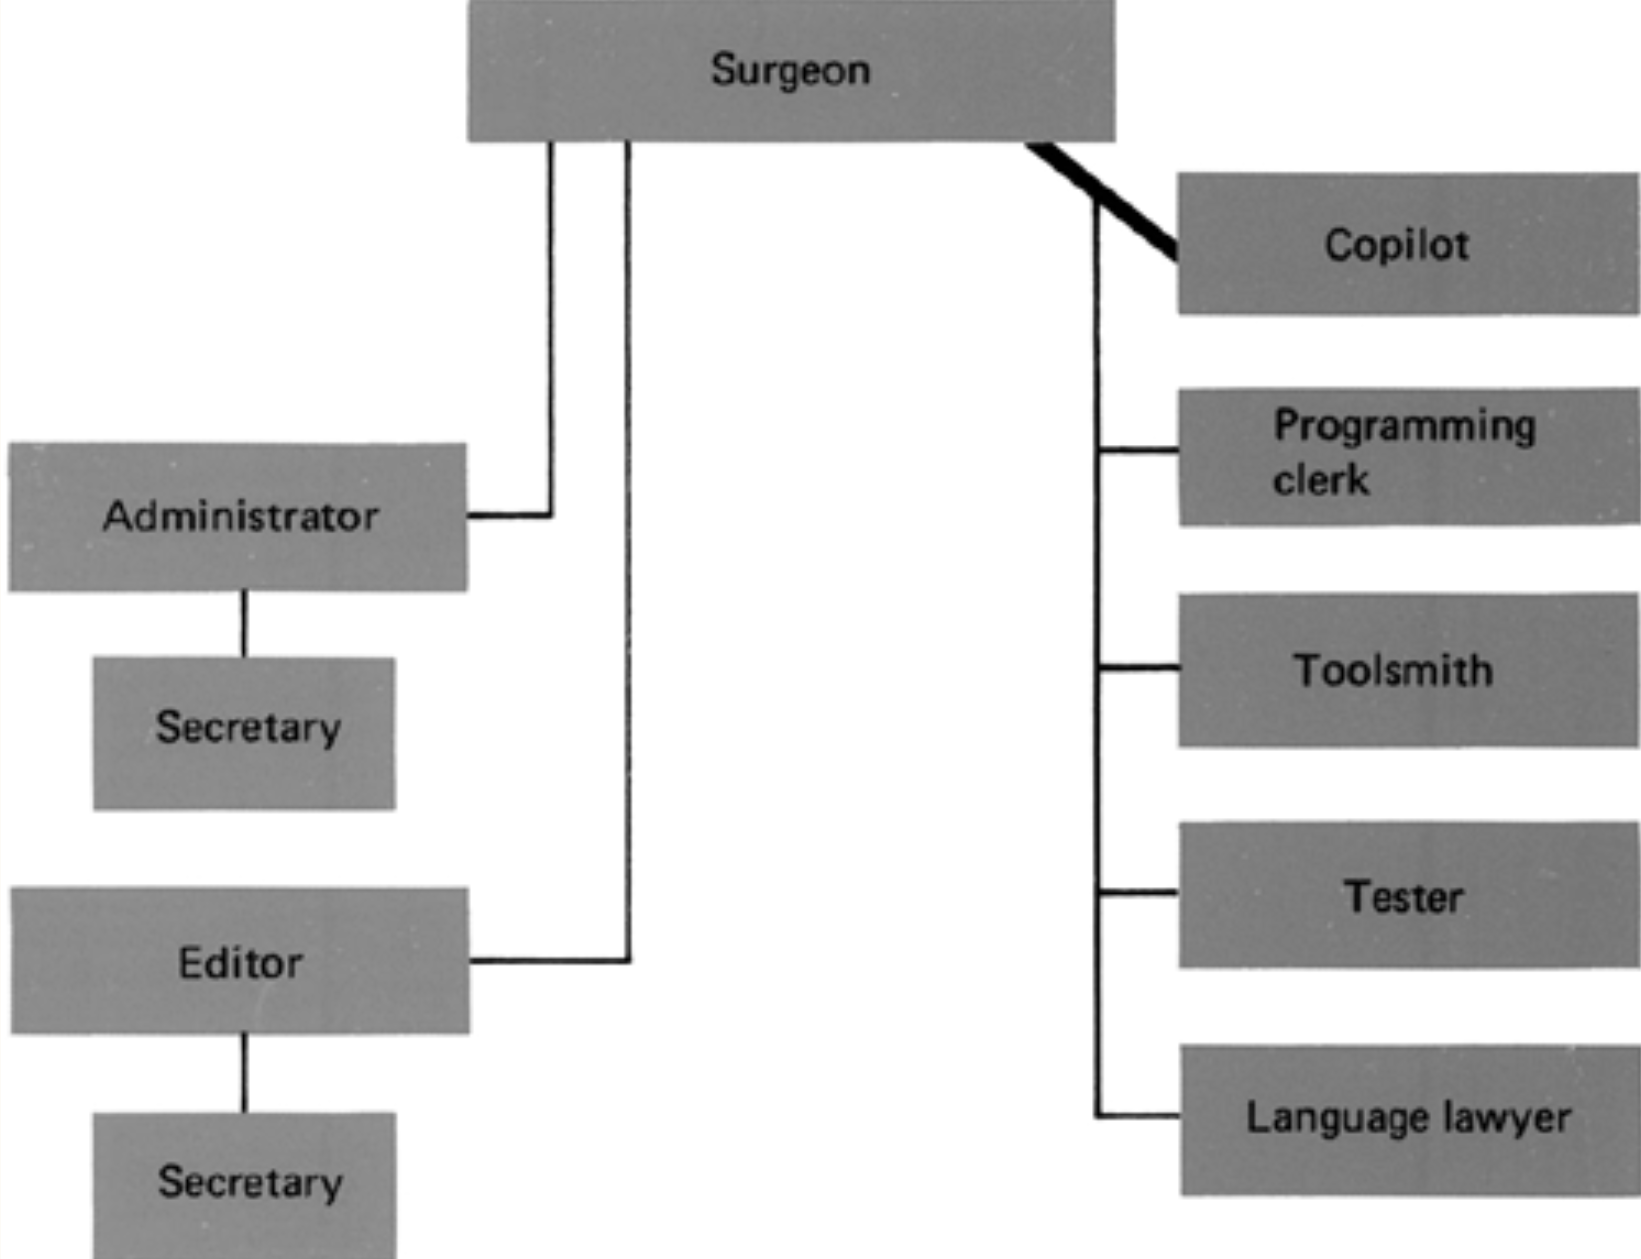 Surgeon
Copilot
Programming
clerk
Administrator
Toolsmith
Secretary
Tester
Editor
Language lawyer
Secretary